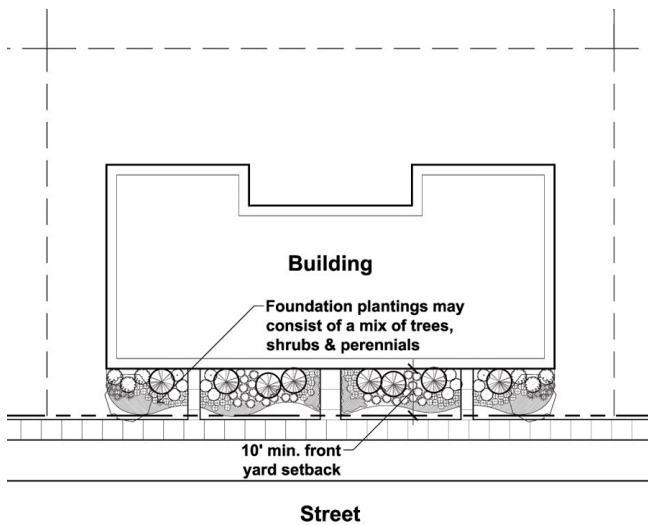 Building
Foundation plantings may
consist of a mix of trees,
shrubs & perennials
10' min. front
yard setback
Street